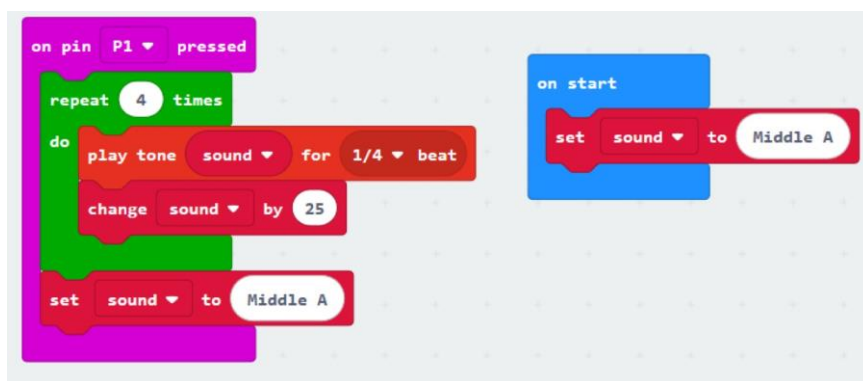 on pin P1 pressed
repeat 4 times
do
play tone sound for 1/4 beat
change sound by 25
set sound to Middle A
on start
set sound to Middle A